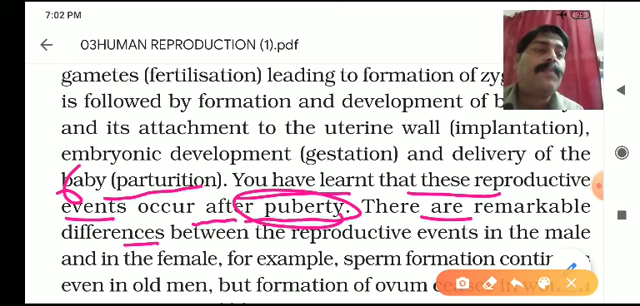 7:02 PM
25
03HUMAN REPRODUCTION (1).pdf
gametes (fertilisation) leading to formation of
is followed by formation and development of
and its attachment to the uterine wall (implantation),
embryonic development (gestation) and delivery of the
baby (parturition). You have learnt that these reproductive
events occur after puberty. There are remarkable
differences between the reproductive events in the male
and in the female, for example, sperm formation
even in old men, but formation of ovum